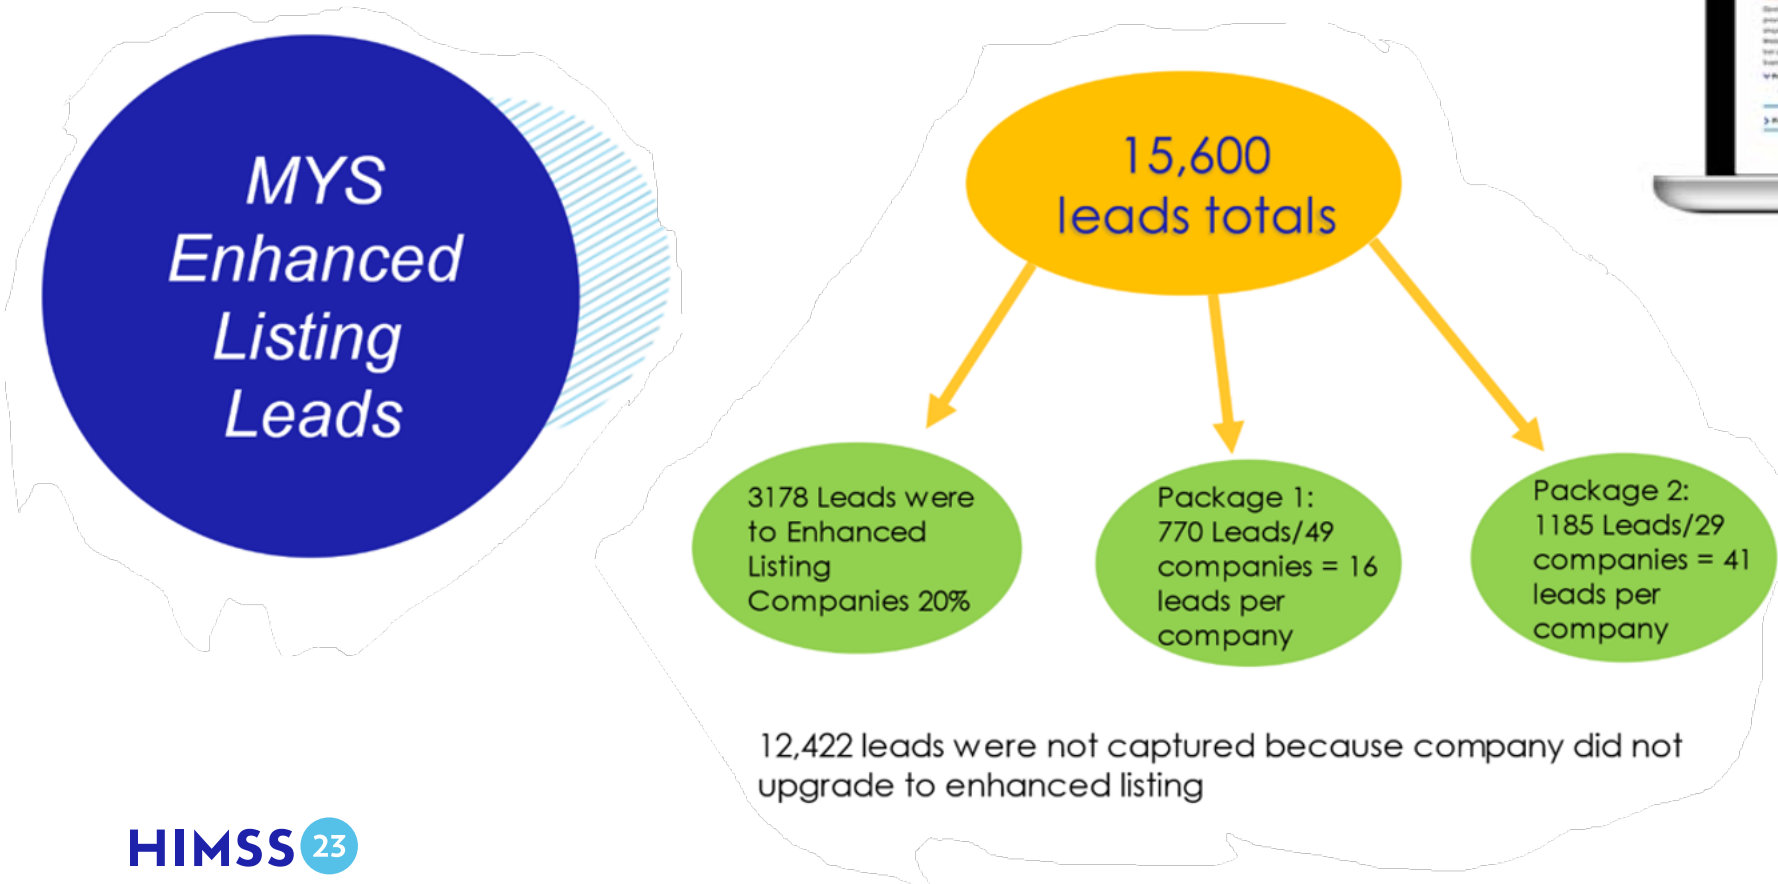 MYS
Enhanced
Listing
Leads
15,600
leads totals
3178 Leads were
to Enhanced
Listing
Companies 20%
Package 1:
770 Leads/49
companies = 16
leads per
company
Package 2:
1185 Leads/29
companies = 41
leads per
company
12,422 leads were not captured because company did not
upgrade to enhanced listing
HIMSS 23